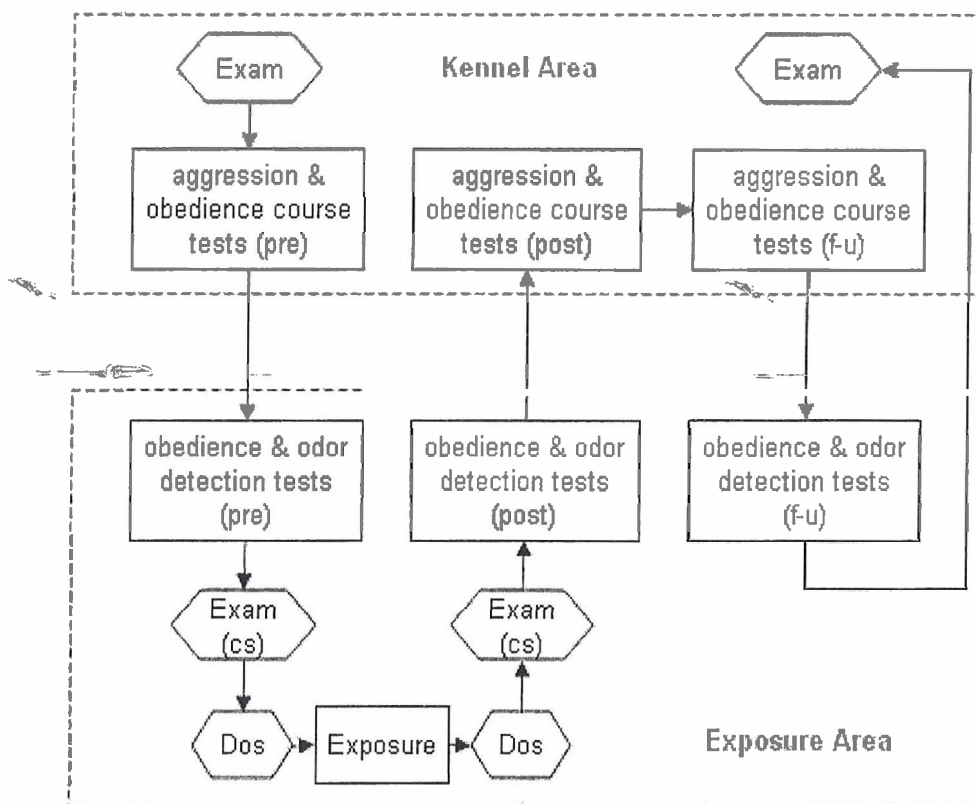 Exam
Kennel Area
Exam
aggression &
obedience course
tests (pre)
aggression &
obedience course
tests (post)
aggression &
obedience course
tests (f-u)
obedience & odor
detection tests
(pre)
obedience & odor
detection tests
(post)
obedience & odor
detection tests
(f-u)
Exam
(cs)
Exam
(cs)
Dos
Exposure
Dos
Exposure Area